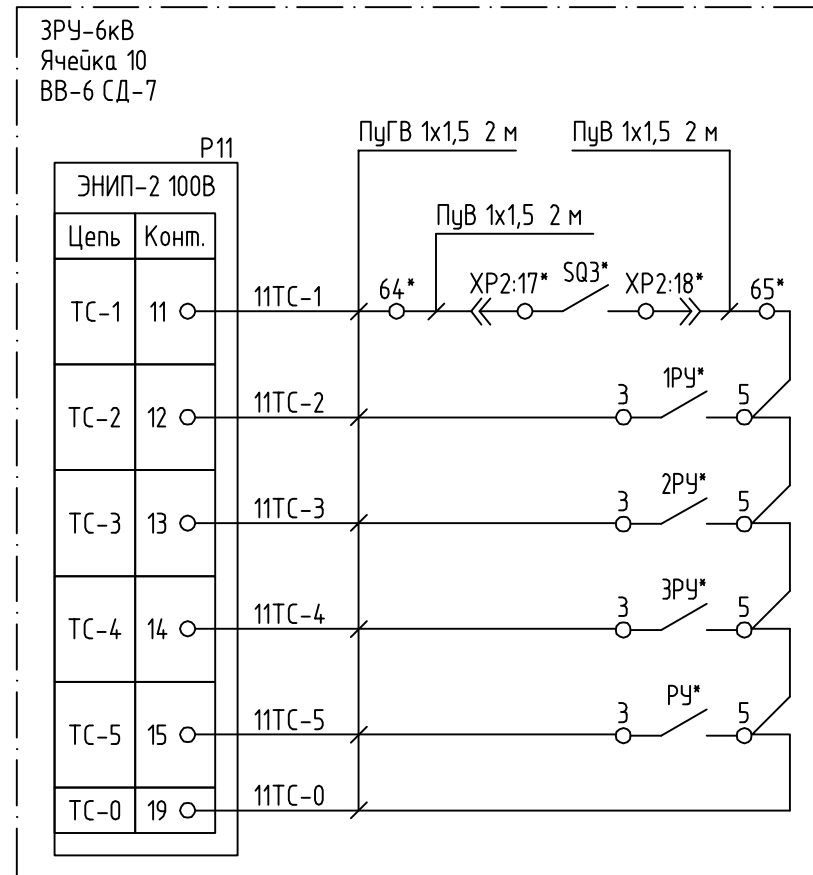 ЗРУ-6кВ
Ячейка 10
ВВ-6 СД-7
ПуГВ 1х1,5 2 м
ПуВ 1х1,5 2 м
Р11
ЭНИП-2 100В
ПуВ 1х1,5 2 м
Цепь Конт.
ТС-1 11 11ТС-1 64* ХР2:17* SQ3* ХР2:18* 65*
ТС-2 12 11ТС-2 3 1РУ* 5
ТС-3 13 11ТС-3 3 2РУ* 5
ТС-4 14 11ТС-4 3 3РУ* 5
ТС-5 15 11ТС-5 3 РУ* 5
ТС-0 19 11ТС-0